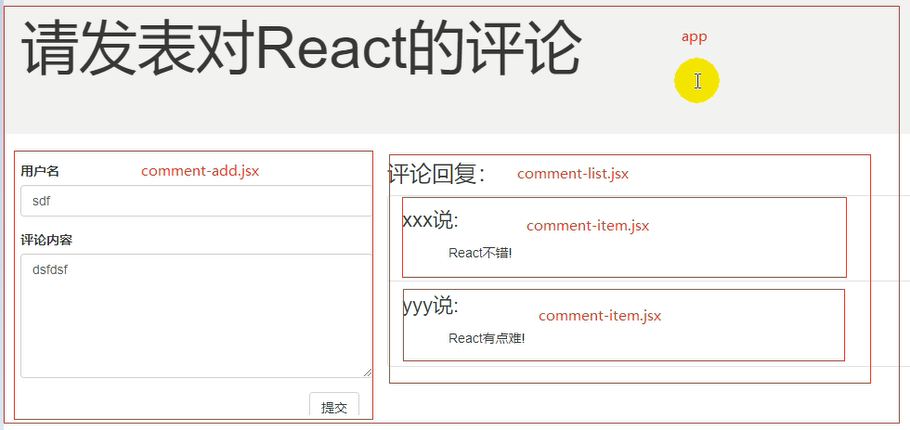 请发表对React的评论
app
用户名
comment-add.jsx
sdf
评论内容
dsfdsf
提交
评论回复：
comment-list.jsx
xxx说:
comment-item.jsx
React不错!
yyy说:
comment-item.jsx
React有点难!